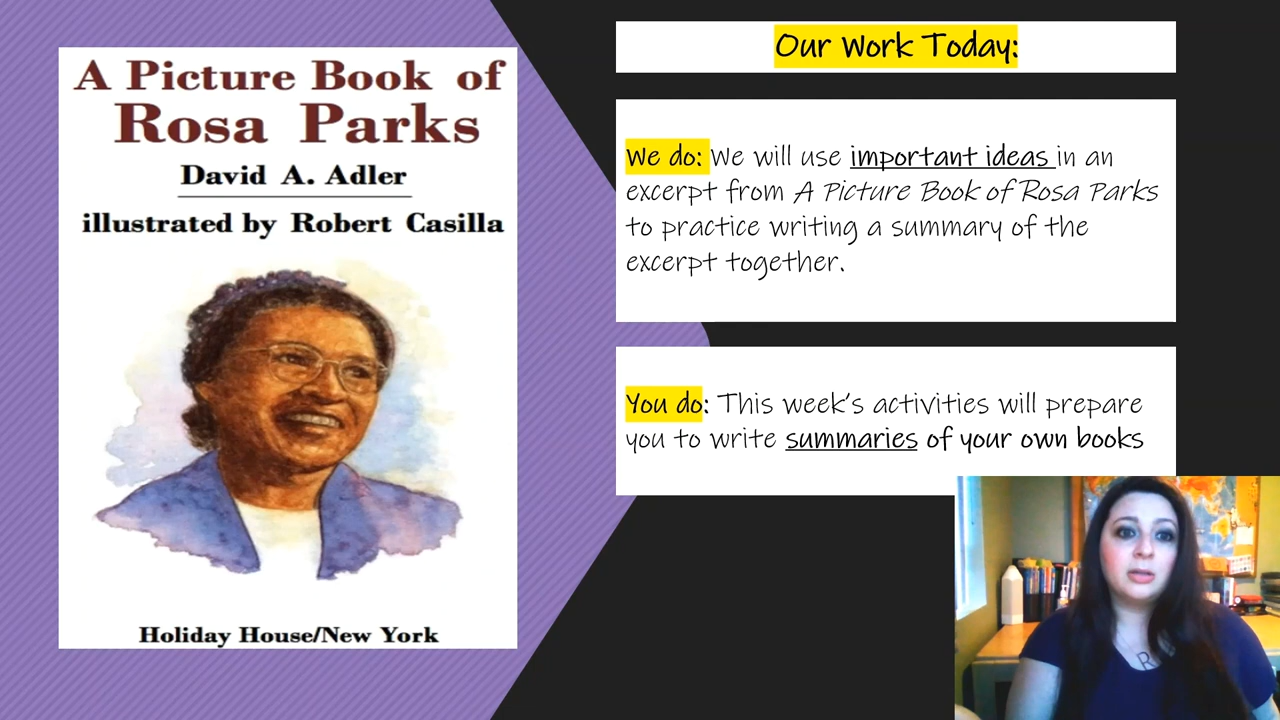 A Picture Book of
Rosa Parks
David A. Adler
illustrated by Robert Casilla
Holiday House/New York
Our Work Today:
We do: We will use important ideas in an
excerpt from A Picture Book of Rosa Parks
to practice writing a summary of the
excerpt together.
You do: This week's activities will prepare
you to write summaries of your own books
R